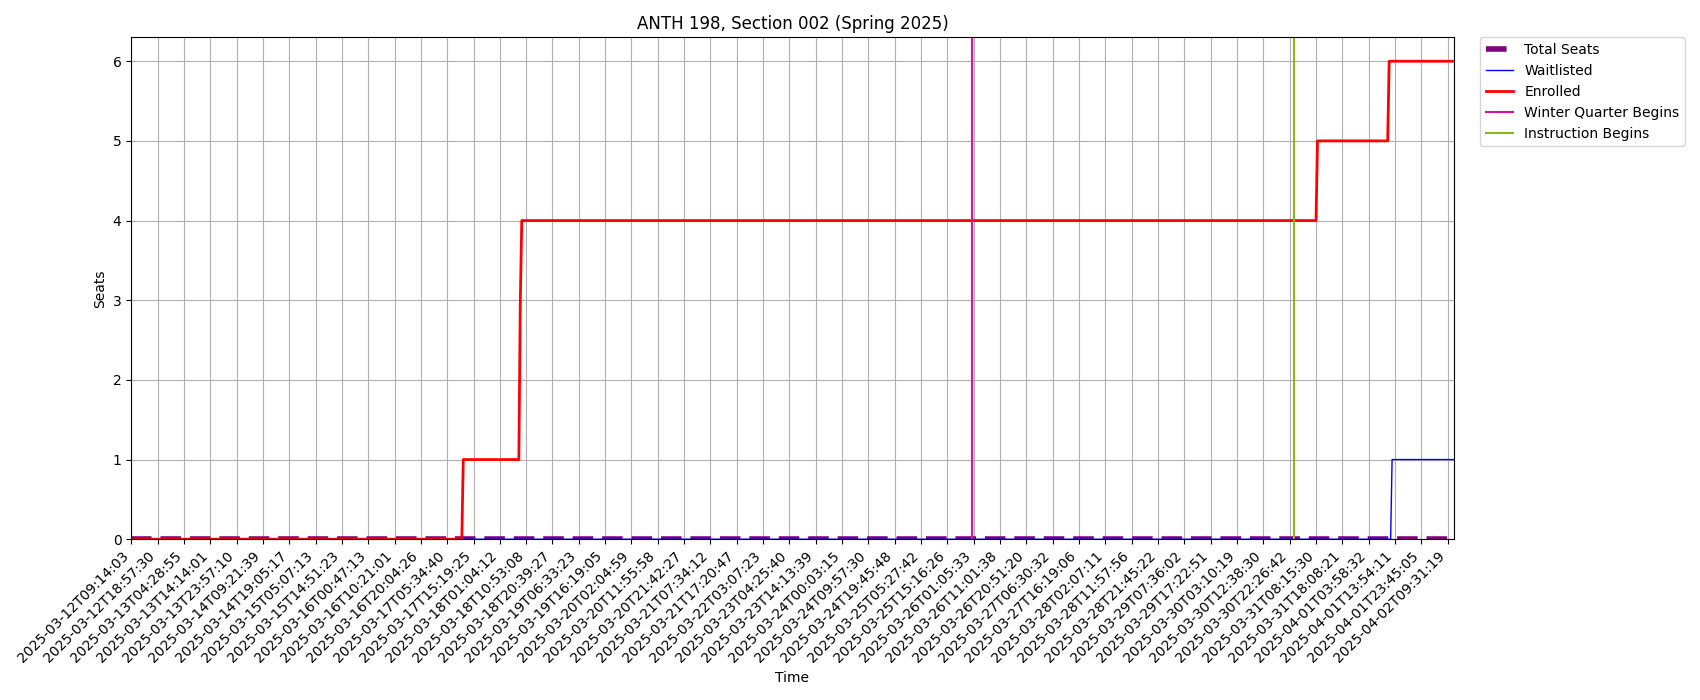 ANTH 198, Section 002 (Spring 2025)
Total Seats
Waitlisted
Enrolled
Winter Quarter Begins
Instruction Begins
Seats
6
5
4
3
2
1
0
2025-03-12T09:14:03
2025-03-12T18:57:30
2025-03-13T04:28:55
2025-03-13T14:14:01
2025-03-13T23:57:10
2025-03-14T09:21:39
2025-03-14T19:05:17
2025-03-15T05:07:13
2025-03-15T14:51:23
2025-03-16T00:47:13
2025-03-16T10:21:01
2025-03-16T20:04:26
2025-03-17T05:34:40
2025-03-17T15:19:25
2025-03-18T01:04:12
2025-03-18T10:53:08
2025-03-18T20:39:27
2025-03-19T06:33:23
2025-03-19T16:19:05
2025-03-20T02:04:59
2025-03-20T11:55:58
2025-03-20T21:42:27
2025-03-21T07:34:12
2025-03-21T17:20:47
2025-03-22T03:07:23
2025-03-23T04:25:40
2025-03-23T14:13:39
2025-03-24T00:03:15
2025-03-24T09:57:30
2025-03-24T19:45:48
2025-03-25T05:27:42
2025-03-25T15:16:26
2025-03-26T01:05:33
2025-03-26T11:01:38
2025-03-26T20:51:20
2025-03-27T06:30:32
2025-03-27T16:19:06
2025-03-28T02:07:11
2025-03-28T11:57:56
2025-03-28T21:45:22
2025-03-29T07:36:02
2025-03-29T17:22:51
2025-03-30T03:10:19
2025-03-30T12:38:30
2025-03-30T22:26:42
2025-03-31T08:15:30
2025-03-31T18:08:21
2025-04-01T03:58:32
2025-04-01T13:54:11
2025-04-01T23:45:05
2025-04-02T09:31:19
Time